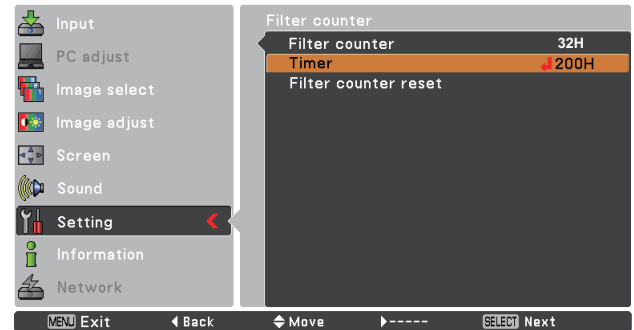 Input
PC adjust
Image select
Image adjust
Screen
Sound
Setting
Information
Network
Filter counter
Filter counter 32H
Timer 200H
Filter counter reset
MENU Exit Back Move ----- SELECT Next